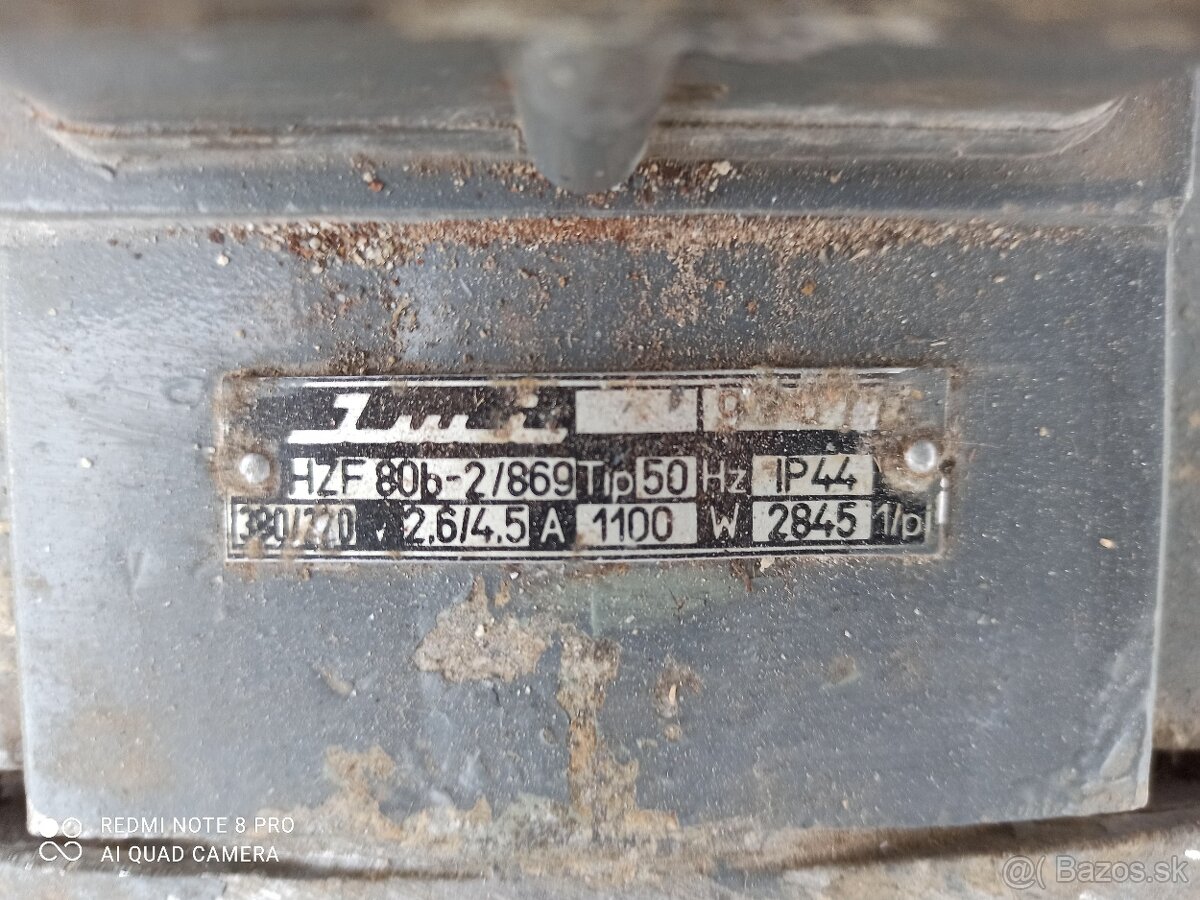 HZF 80b-2/869 Tip 50 Hz IP44
380/220 V 2,6/4,5 A 1100 W 2845 1/p
REDMI NOTE 8 PRO
AI QUAD CAMERA
@( Bazos.sk